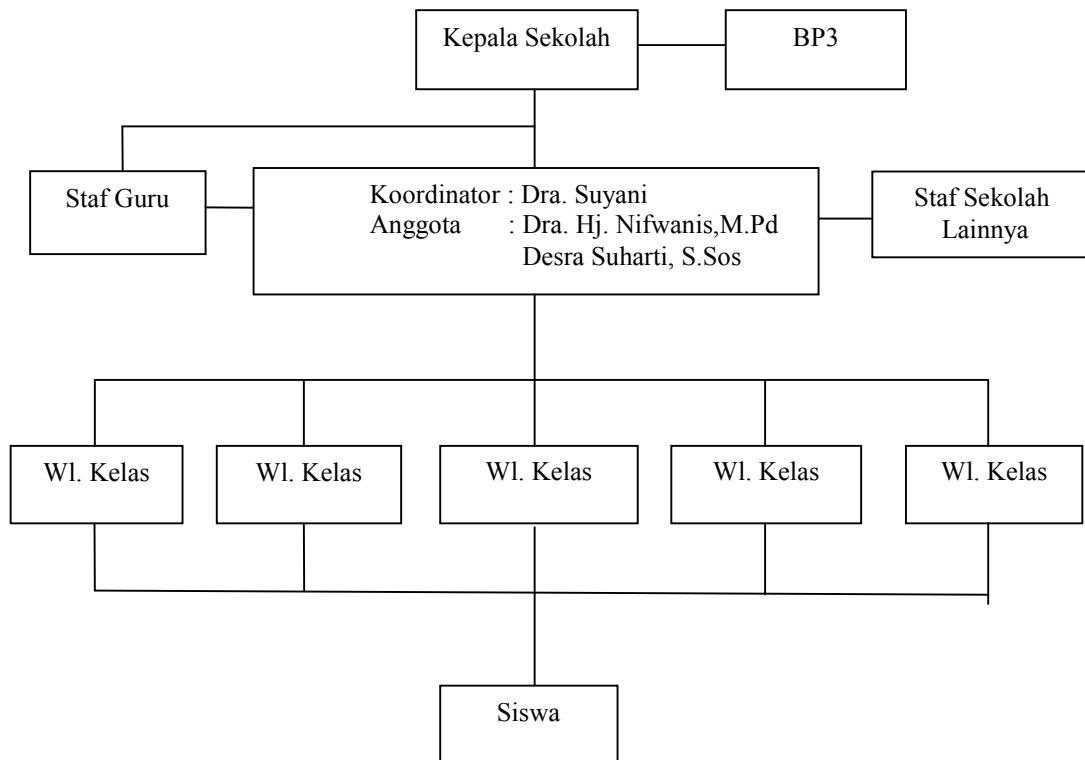 Kepala Sekolah
BP3
Staf Guru
Koordinator : Dra. Suyani
Anggota : Dra. Hj. Nifwanis,M.Pd
Desra Suharti, S.Sos
Staf Sekolah
Lainnya
Wl. Kelas
Wl. Kelas
Wl. Kelas
Wl. Kelas
Wl. Kelas
Siswa